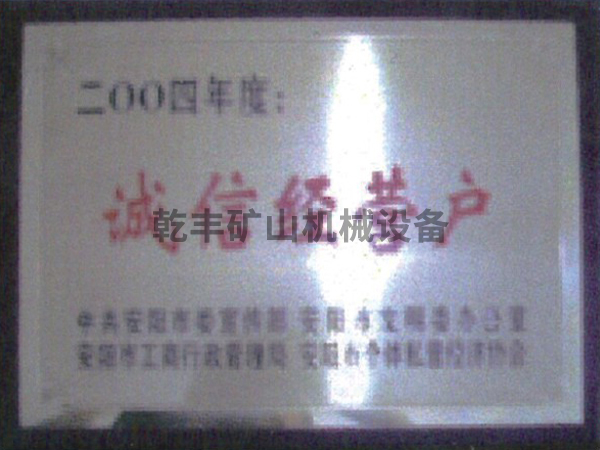 二〇〇四年度：
诚信经营户
乾丰矿山机械设备
中共安阳市委宣传部 安阳市文明委办公室
安阳市工商行政管理局 安阳市个体私营经济协会